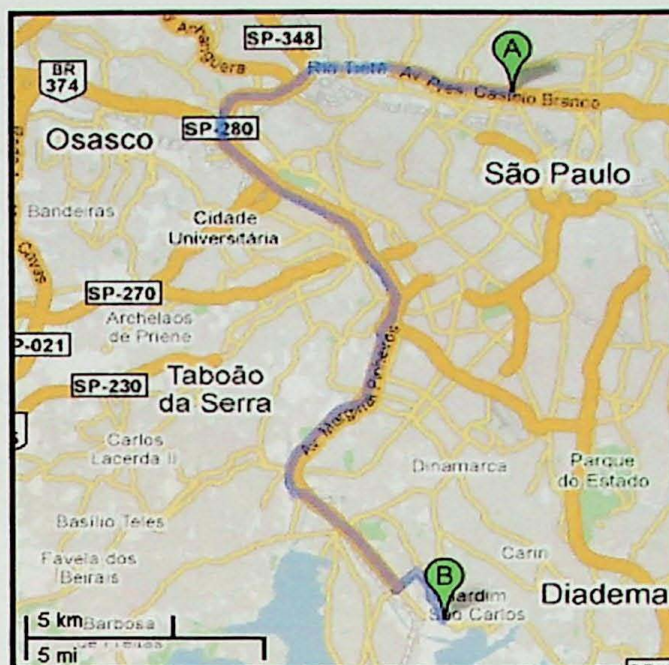 SP-348
Anhanguera
BR
374
Rio Tietê
Av. Pres. Castelo Branco
A
Osasco
SP-280
São Paulo
Bandeiras
Cidade
Universitária
SP-270
Archelaos
de Priene
P-021
SP-230
Taboão
da Serra
Av. Marginal Pinheiros
Carlos
Lacerda II
Dinamarca
Parque
do Estado
Basílio Teles
Favela dos
Beirais
Cariri
B
Jardim
São Carlos
Diadema
5 km
Barbosa
5 mi